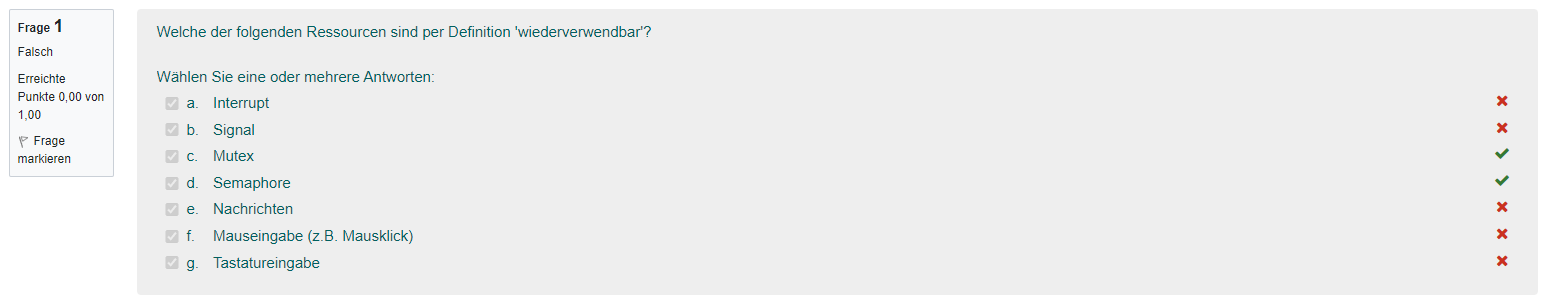 Frage 1
Falsch
Erreichte
Punkte 0,00 von
1,00
Frage
markieren
Welche der folgenden Ressourcen sind per Definition 'wiederverwendbar'?
Wählen Sie eine oder mehrere Antworten:
a. Interrupt
b. Signal
c. Mutex
d. Semaphore
e. Nachrichten
f. Mauseingabe (z.B. Mausklick)
g. Tastatureingabe